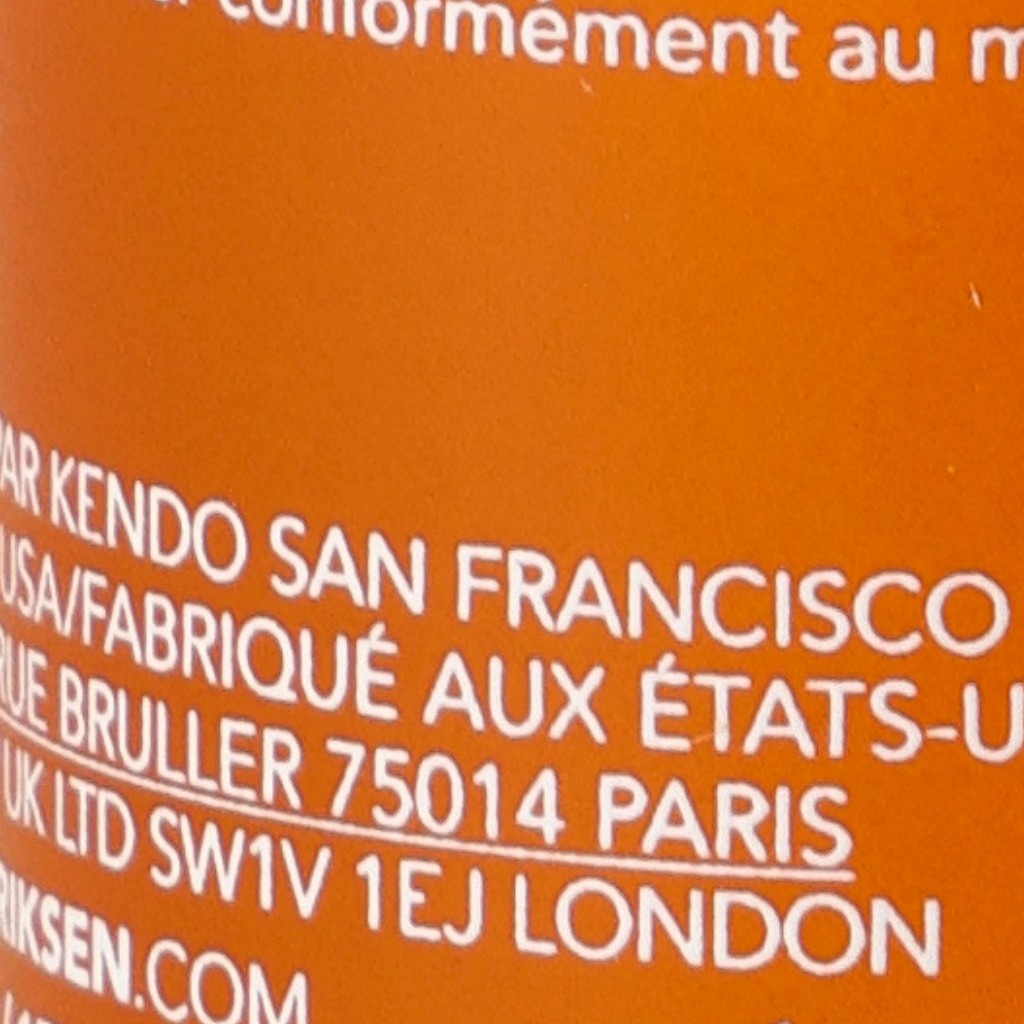 conformément au
PAR KENDO SAN FRANCISCO
USA/FABRIQUÉ AUX ÉTATS-U
RUE BRULLER 75014 PARIS
UK LTD SW1V 1EJ LONDON
RIKSEN.COM